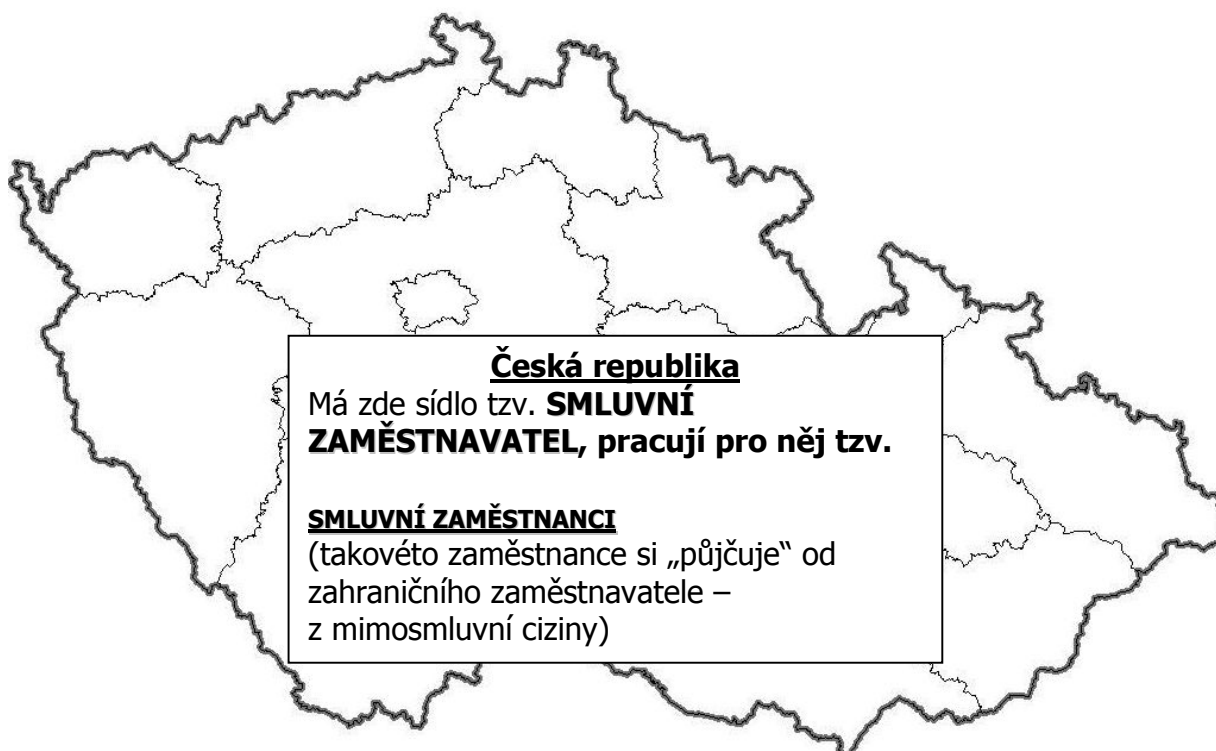 Česká republika
Má zde sídlo tzv. SMLUVNÍ
ZAMĚSTNAVATEL, pracují pro něj tzv.
SMLUVNÍ ZAMĚSTNANCI
(takovéto zaměstnance si „půjčuje“ od
zahraničního zaměstnavatele –
z mimosmluvní ciziny)